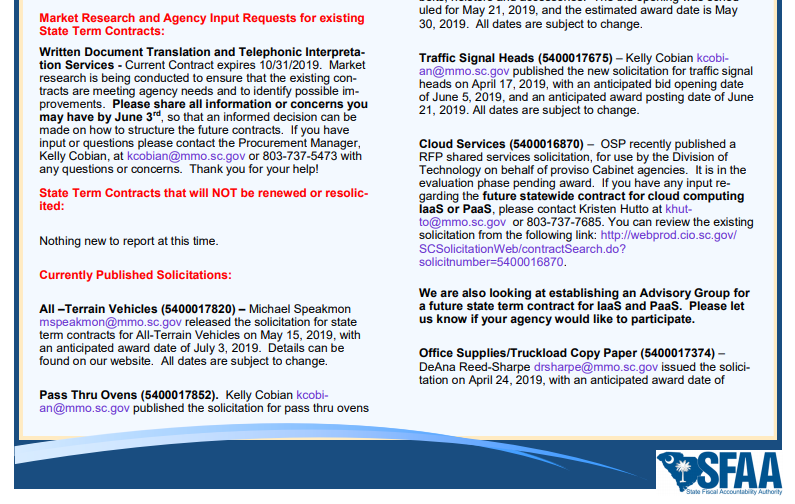 Market Research and Agency Input Requests for existing
State Term Contracts:
Written Document Translation and Telephonic Interpreta-
tion Services - Current Contract expires 10/31/2019. Market
research is being conducted to ensure that the existing con-
tracts are meeting agency needs and to identify possible im-
provements. Please share all information or concerns you
may have by June 3rd, so that an informed decision can be
made on how to structure the future contracts. If you have
input or questions please contact the Procurement Manager,
Kelly Cobian, at kcobian@mmo.sc.gov or 803-737-5473 with
any questions or concerns. Thank you for your help!
State Term Contracts that will NOT be renewed or resolic-
ited:
Nothing new to report at this time.
Currently Published Solicitations:
All –Terrain Vehicles (5400017820) – Michael Speakmon
mspeakmon@mmo.sc.gov released the solicitation for state
term contracts for All-Terrain Vehicles on May 15, 2019, with
an anticipated award date of July 3, 2019. Details can be
found on our website. All dates are subject to change.
Pass Thru Ovens (5400017852). Kelly Cobian kcobi-
an@mmo.sc.gov published the solicitation for pass thru ovens
uled for May 21, 2019, and the estimated award date is May
30, 2019. All dates are subject to change.
Traffic Signal Heads (5400017675) – Kelly Cobian kcobi-
an@mmo.sc.gov published the new solicitation for traffic signal
heads on April 17, 2019, with an anticipated bid opening date
of June 5, 2019, and an anticipated award posting date of June
21, 2019. All dates are subject to change.
Cloud Services (5400016870) – OSP recently published a
RFP shared services solicitation, for use by the Division of
Technology on behalf of proviso Cabinet agencies. It is in the
evaluation phase pending award. If you have any input re-
garding the future statewide contract for cloud computing
IaaS or PaaS, please contact Kristen Hutto at khut-
to@mmo.sc.gov or 803-737-7685. You can review the existing
solicitation from the following link: http://webprod.cio.sc.gov/
SCSolicitationWeb/contractSearch.do?
solicitnumber=5400016870.
We are also looking at establishing an Advisory Group for
a future state term contract for IaaS and PaaS. Please let
us know if your agency would like to participate.
Office Supplies/Truckload Copy Paper (5400017374) –
DeAna Reed-Sharpe drsharpe@mmo.sc.gov issued the solici-
tation on April 24, 2019, with an anticipated award date of
SFAA
State Fiscal Accountability Authority